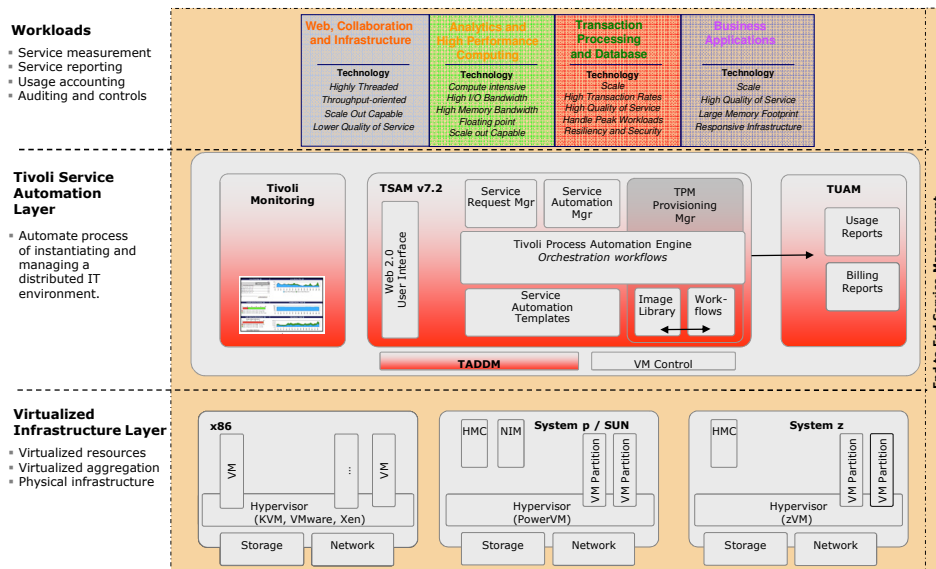 Workloads
Service measurement
Service reporting
Usage accounting
Auditing and controls
Web, Collaboration
and Infrastructure
Technology
Highly Threaded
Throughput-oriented
Scale Out Capable
Lower Quality of Service
Analytics and
High Performance
Computing
Technology
Compute intensive
High I/O Bandwidth
High Memory Bandwidth
Floating point
Scale out Capable
Transaction
Processing
and Database
Technology
Scale
High Transaction Rates
High Quality of Service
Handle Peak Workloads
Resiliency and Security
Business
Applications
Technology
Scale
High Quality of Service
Large Memory Footprint
Responsive Infrastructure
Tivoli Service
Automation
Layer
Automate process
of instantiating and
managing a
distributed IT
environment.
Tivoli
Monitoring
TSAM v7.2
Web 2.0
User Interface
Service
Request Mgr
Service
Automation
Mgr
TPM
Provisioning
Mgr
Tivoli Process Automation Engine
Orchestration workflows
Service
Automation
Templates
Image
Library
Work-
flows
TUAM
Usage
Reports
Billing
Reports
TADDM
VM Control
Virtualized
Infrastructure Layer
Virtualized resources
Virtualized aggregation
Physical infrastructure
x86
VM
...
VM
Hypervisor
(KVM, VMware, Xen)
Storage
Network
System p / SUN
HMC
NIM
VM Partition
VM Partition
Hypervisor
(PowerVM)
Storage
Network
System z
HMC
VM Partition
VM Partition
Hypervisor
(zVM)
Storage
Network